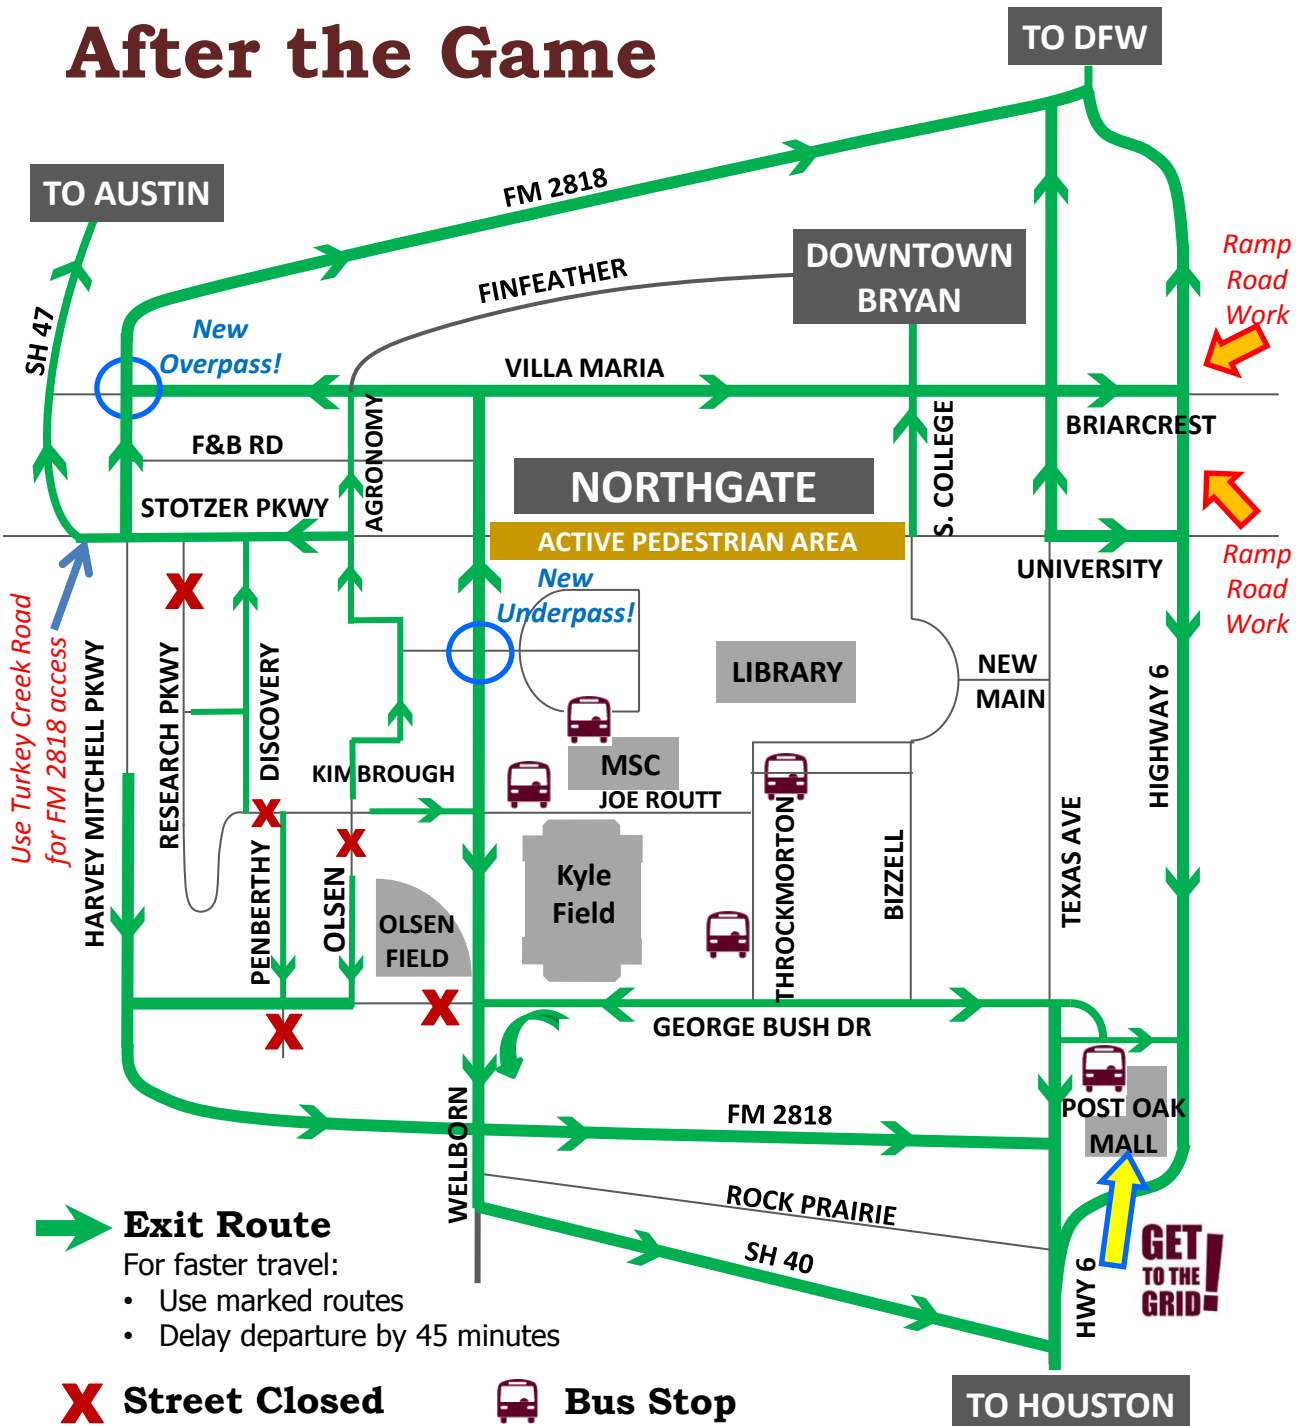 After the Game
TO DFW
TO AUSTIN
FM 2818
FINFEATHER
DOWNTOWN
BRYAN
Ramp
Road
Work
SH 47
New
Overpass!
VILLA MARIA
BRIARCREST
F&B RD
AGRONOMY
S. COLLEGE
NORTHGATE
STOTZER PKWY
ACTIVE PEDESTRIAN AREA
UNIVERSITY
Ramp
Road
Work
New
Underpass!
Use Turkey Creek Road
for FM 2818 access
HARVEY MITCHELL PKWY
RESEARCH PKWY
DISCOVERY
LIBRARY
NEW
MAIN
HIGHWAY 6
KIMBROUGH
MSC
JOE ROUTT
THROCKMORTON
BIZZELL
TEXAS AVE
PENBERTHY
OLSEN
OLSEN
FIELD
Kyle
Field
GEORGE BUSH DR
WELLBORN
FM 2818
POST OAK
MALL
ROCK PRAIRIE
SH 40
HWY 6
GET
TO THE
GRID!
Exit Route
For faster travel:
• Use marked routes
• Delay departure by 45 minutes
X Street Closed
Bus Stop
TO HOUSTON